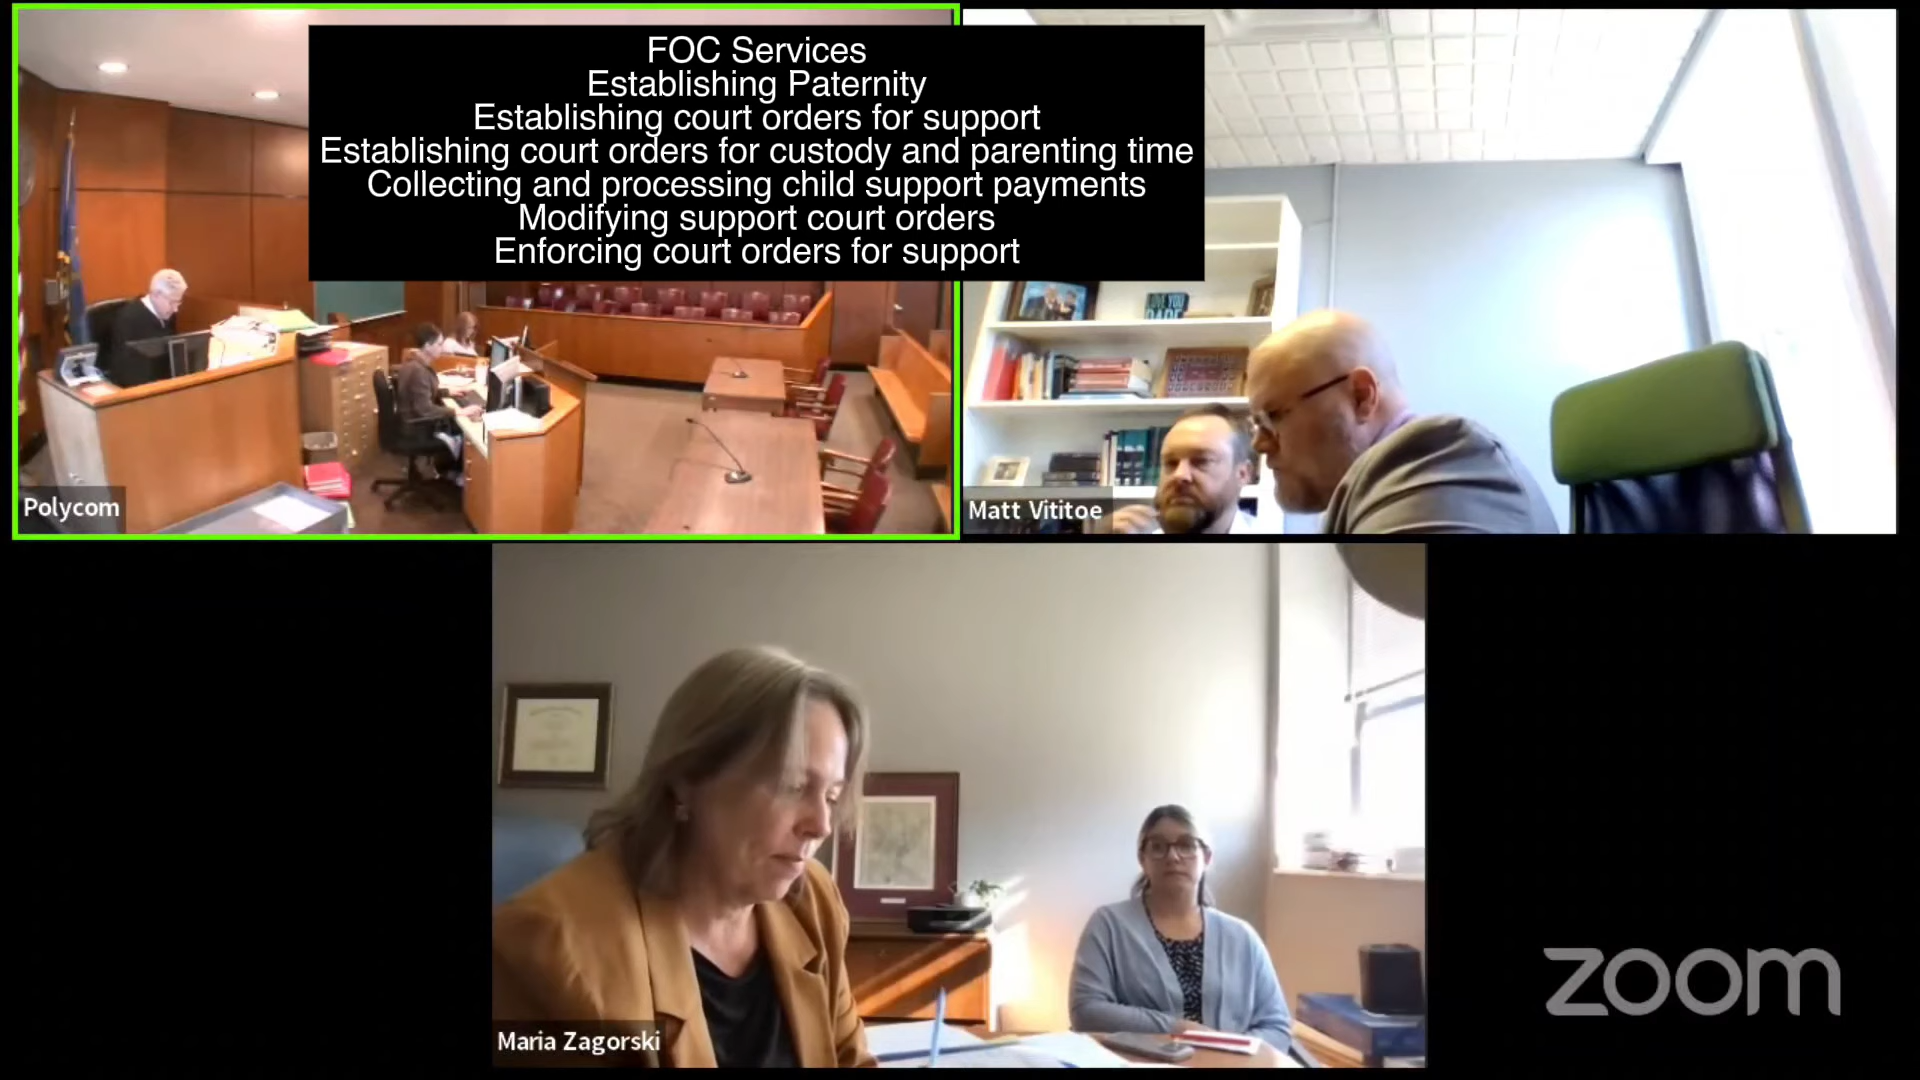 FOC Services
Establishing Paternity
Establishing court orders for support
Establishing court orders for custody and parenting time
Collecting and processing child support payments
Modifying support court orders
Enforcing court orders for support
Polycom
Matt Vititoe
Maria Zagorski
zoom